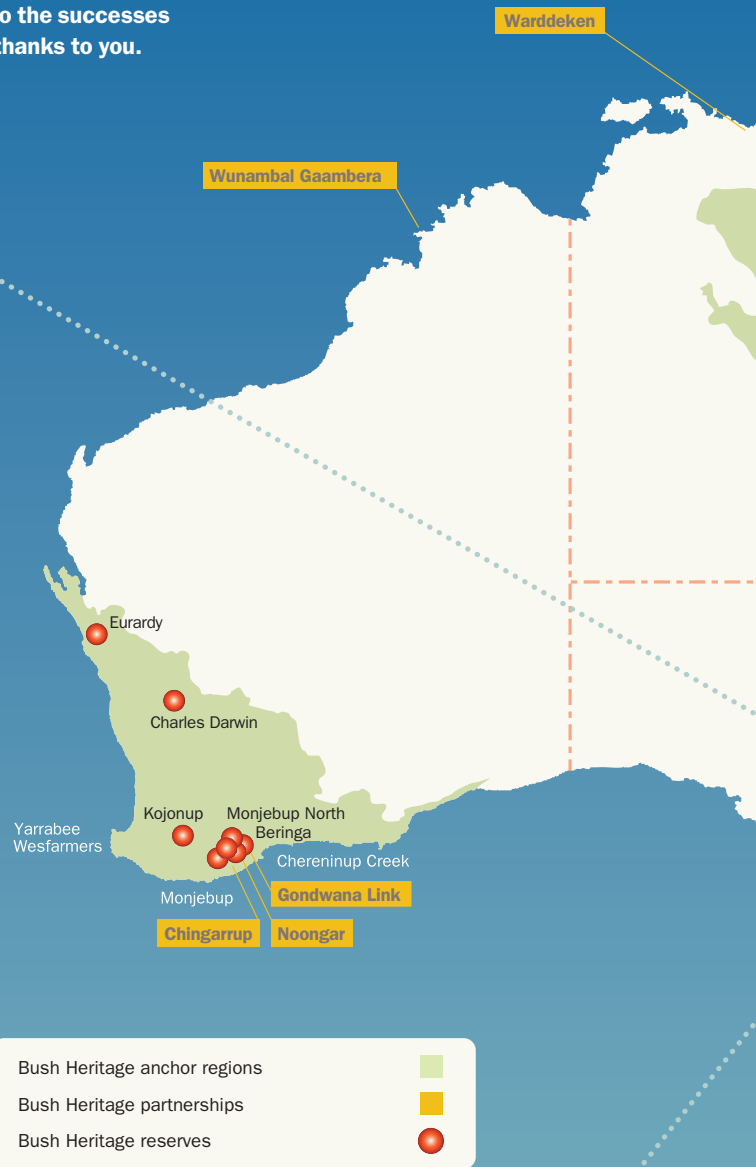 o the successes
thanks to you.
Warddeken
Wunambal Gaambera
Eurardy
Charles Darwin
Kojonup
Monjebup North
Beringa
Yarrabee
Wesfarmers
Chereninup Creek
Monjebup
Gondwana Link
Chingarrup
Noongar
Bush Heritage anchor regions
Bush Heritage partnerships
Bush Heritage reserves